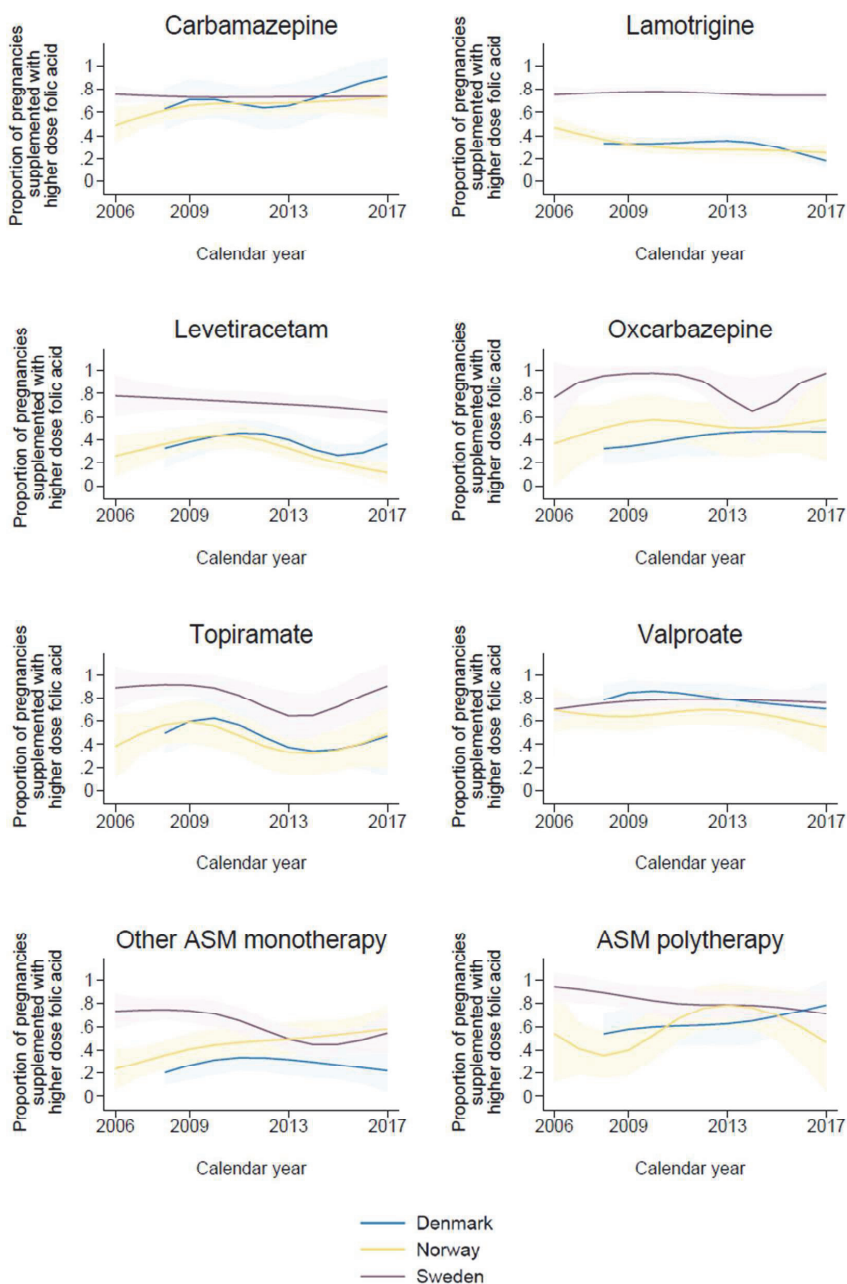 Carbamazepine
Proportion of pregnancies
supplemented with
higher dose folic acid
1
.8
.6
.4
.2
0
2006 2009 2013 2017
Calendar year
Lamotrigine
Proportion of pregnancies
supplemented with
higher dose folic acid
1
.8
.6
.4
.2
0
2006 2009 2013 2017
Calendar year
Levetiracetam
Proportion of pregnancies
supplemented with
higher dose folic acid
1
.8
.6
.4
.2
0
2006 2009 2013 2017
Calendar year
Oxcarbazepine
Proportion of pregnancies
supplemented with
higher dose folic acid
1
.8
.6
.4
.2
0
2006 2009 2013 2017
Calendar year
Topiramate
Proportion of pregnancies
supplemented with
higher dose folic acid
1
.8
.6
.4
.2
0
2006 2009 2013 2017
Calendar year
Valproate
Proportion of pregnancies
supplemented with
higher dose folic acid
1
.8
.6
.4
.2
0
2006 2009 2013 2017
Calendar year
Other ASM monotherapy
Proportion of pregnancies
supplemented with
higher dose folic acid
1
.8
.6
.4
.2
0
2006 2009 2013 2017
Calendar year
ASM polytherapy
Proportion of pregnancies
supplemented with
higher dose folic acid
1
.8
.6
.4
.2
0
2006 2009 2013 2017
Calendar year
Denmark
Norway
Sweden